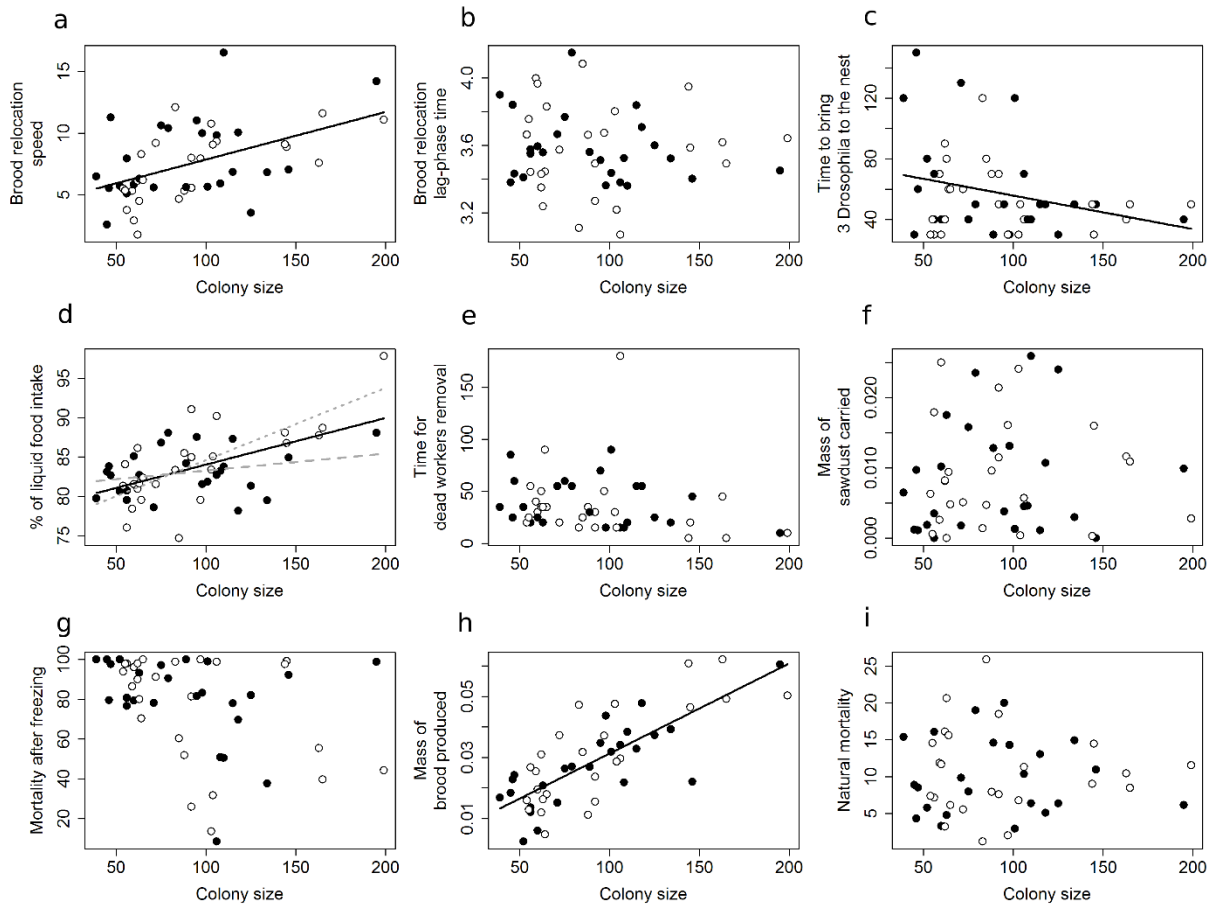 a
Brood relocation
speed
5
10
15
50
100
150
200
Colony size
b
Brood relocation
lag-phase time
3.2
3.6
4.0
50
100
150
200
Colony size
c
Time to bring
3 Drosophila to the nest
40
80
120
50
100
150
200
Colony size
d
% of liquid food intake
75
80
85
90
95
50
100
150
200
Colony size
e
Time for
dead workers removal
0
50
100
150
50
100
150
200
Colony size
f
Mass of
sawdust carried
0.000
0.010
0.020
50
100
150
200
Colony size
g
Mortality after freezing
20
40
60
80
100
50
100
150
200
Colony size
h
Mass of
brood produced
0.01
0.03
0.05
50
100
150
200
Colony size
i
Natural mortality
5
10
15
20
25
50
100
150
200
Colony size